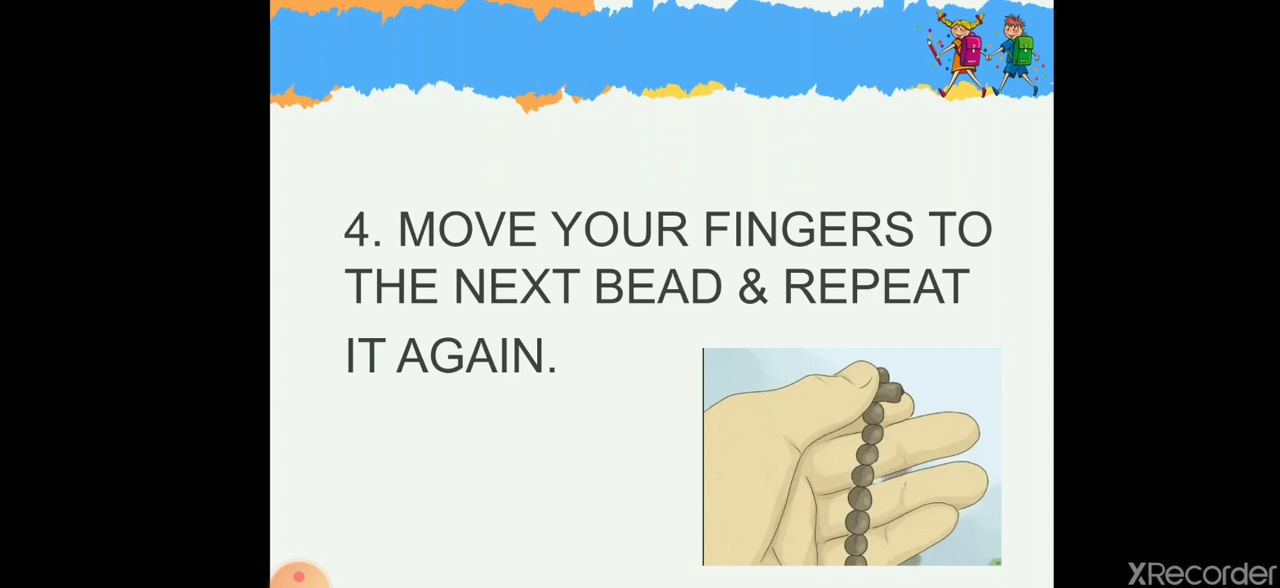 4. MOVE YOUR FINGERS TO
THE NEXT BEAD & REPEAT
IT AGAIN.
XRecorder